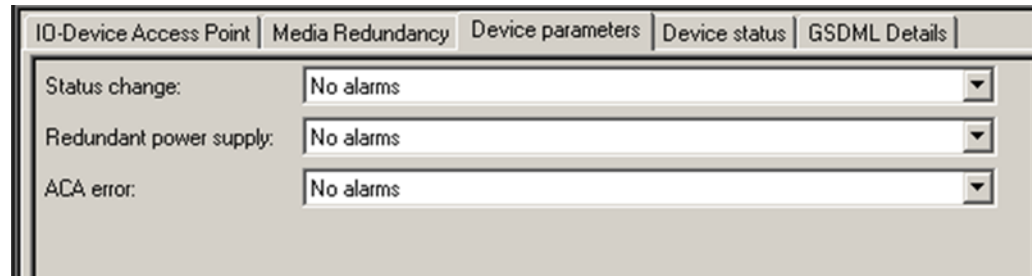 IO-Device Access Point Media Redundancy Device parameters Device status GSDML Details
Status change: No alarms
Redundant power supply: No alarms
ACA error: No alarms